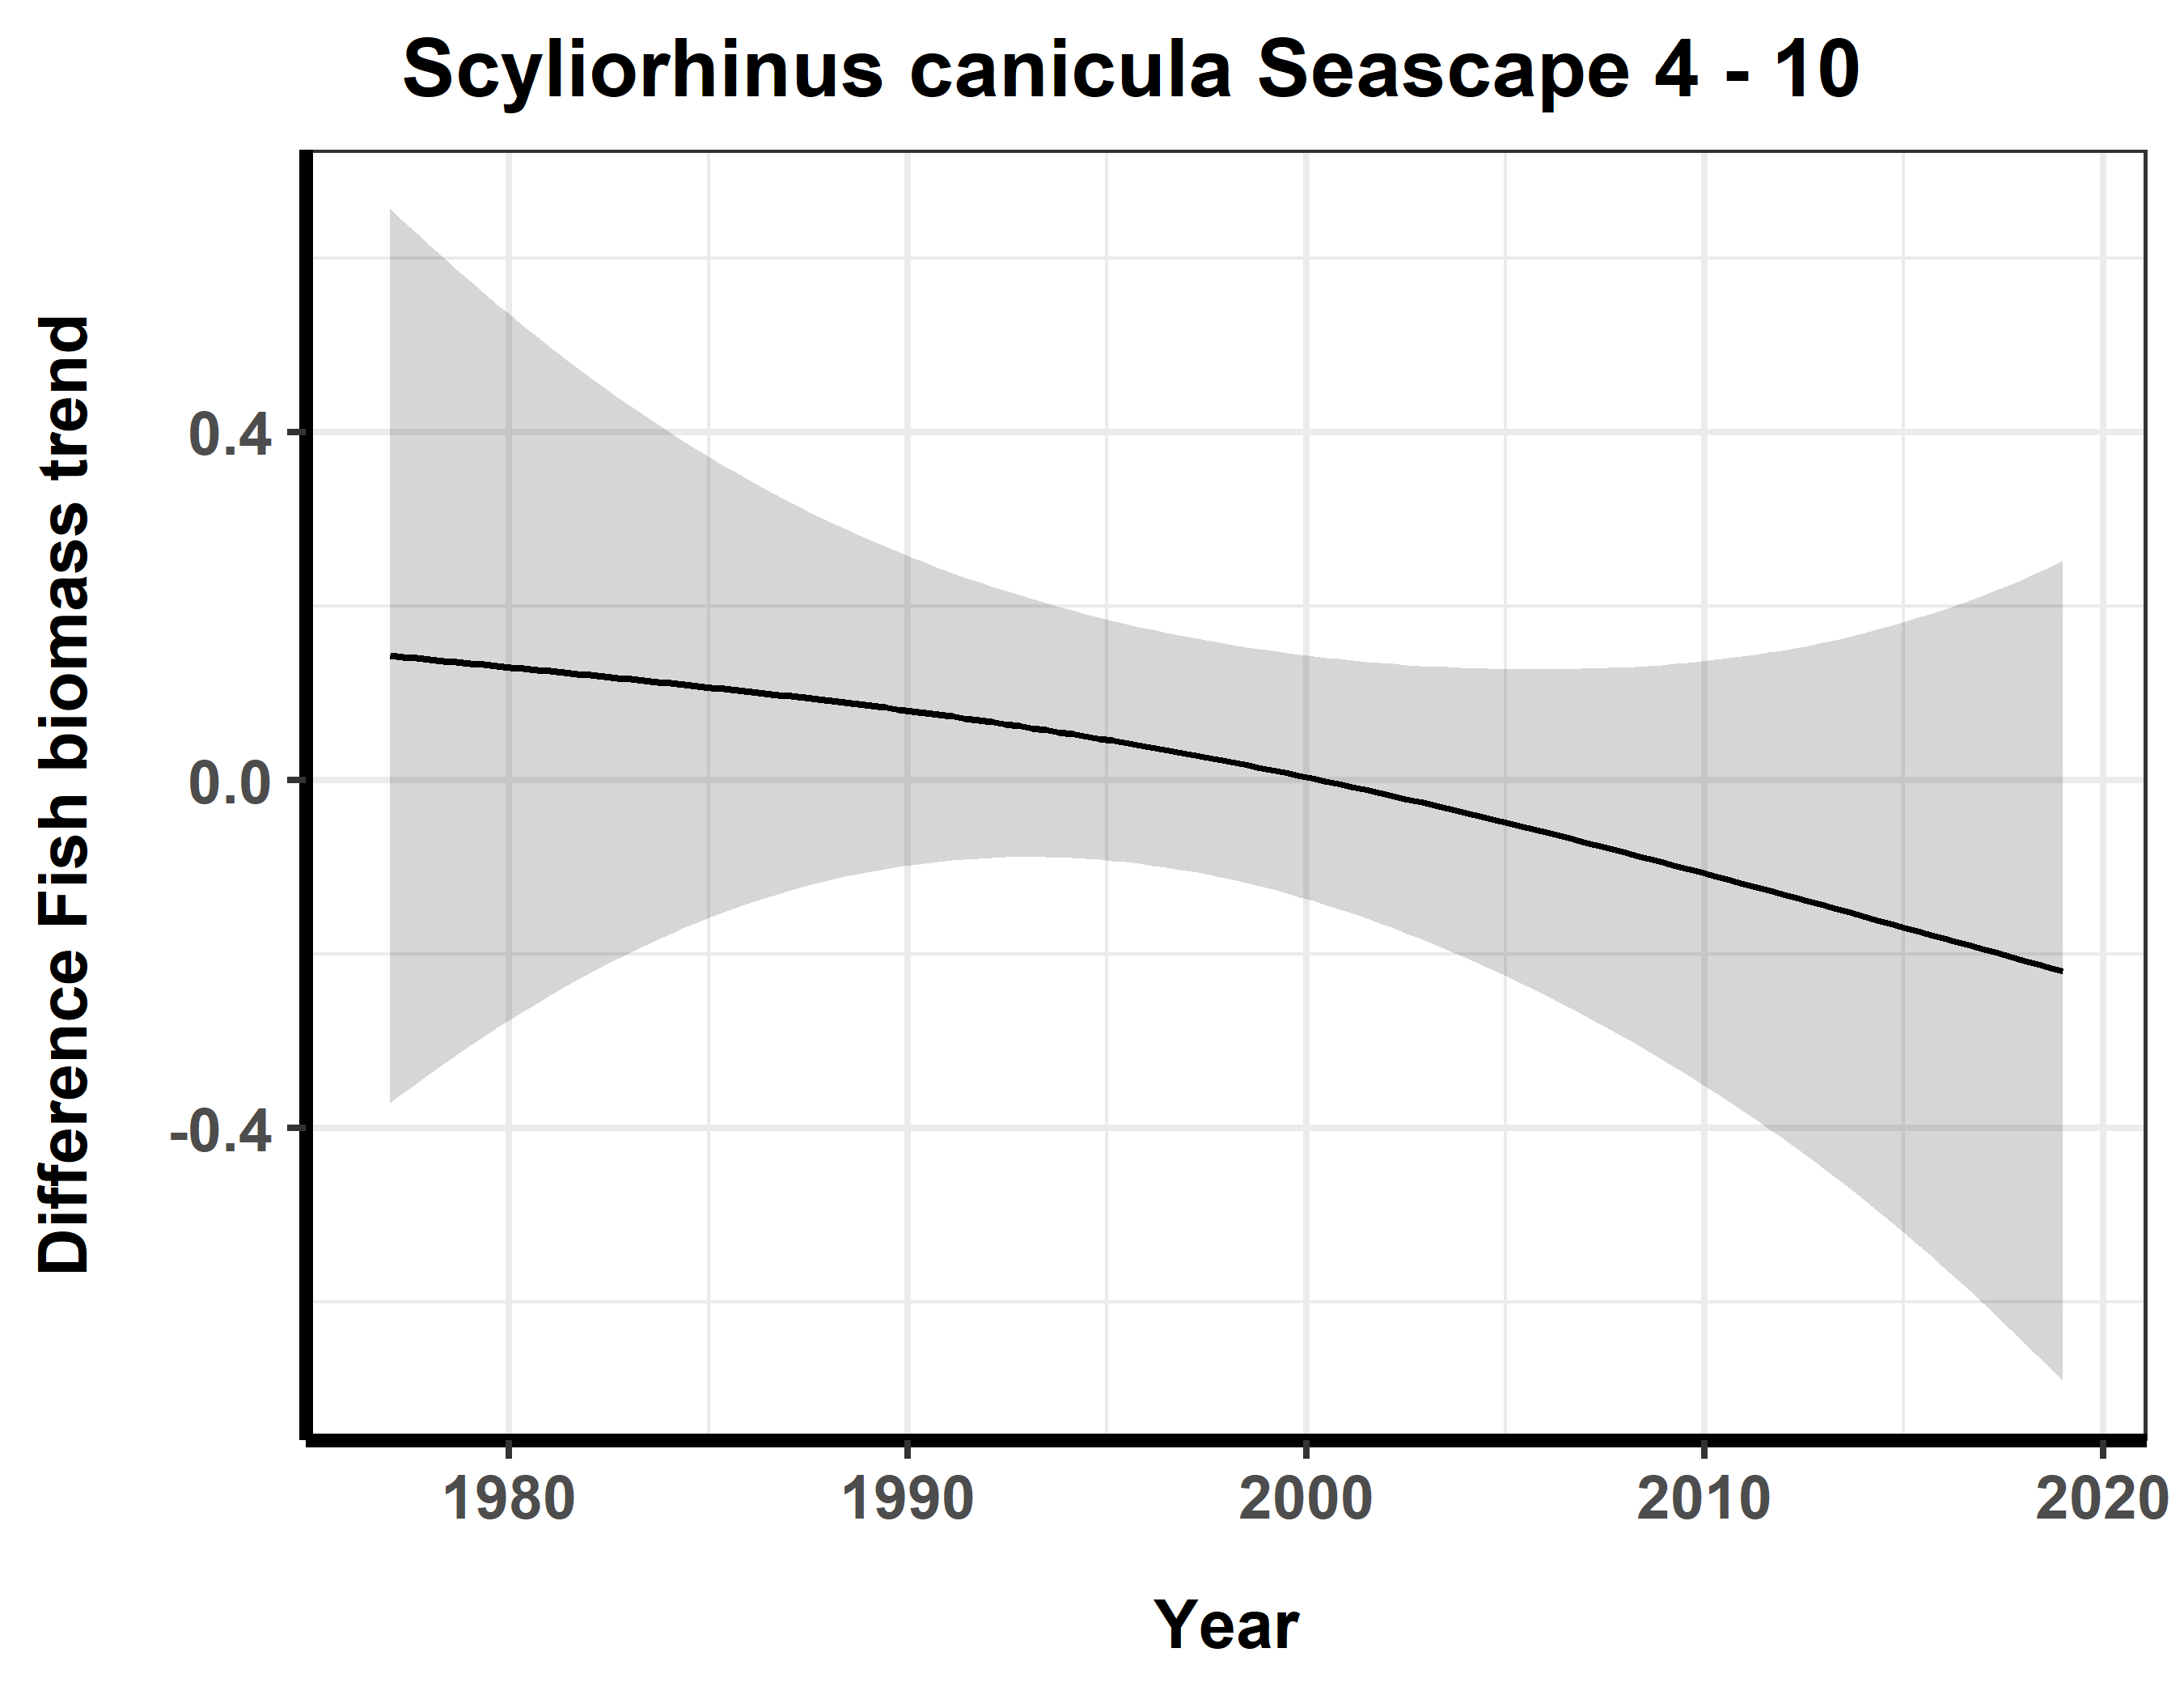 Scyliorhinus canicula Seascape 4 - 10
Difference Fish biomass trend
0.4
0.0
-0.4
1980 1990 2000 2010 2020
Year